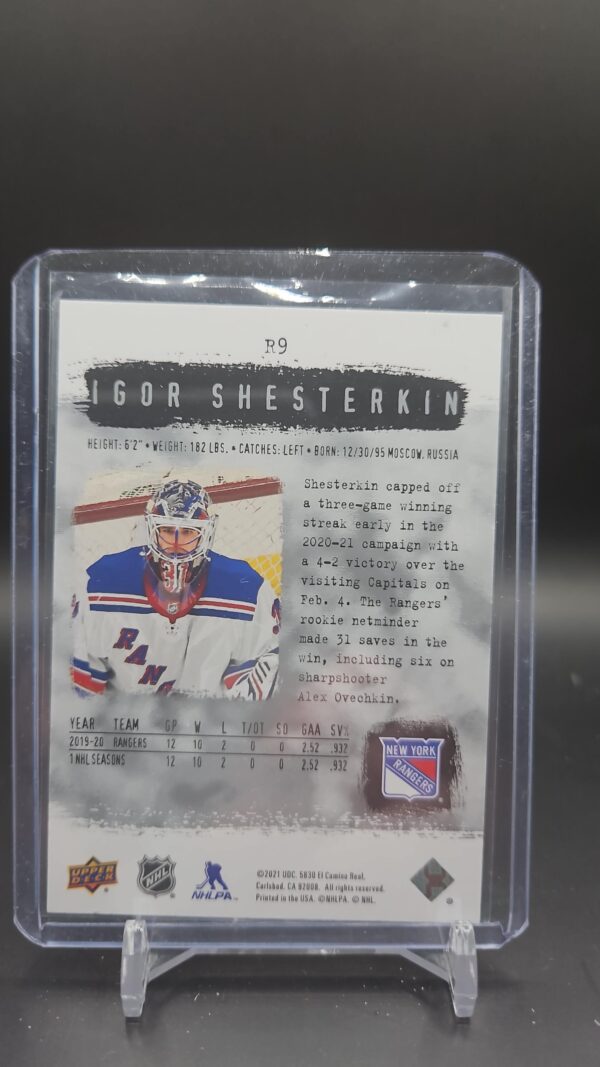 R9
IGOR SHESTERKIN
HEIGHT: 6'2" • WEIGHT: 182 LBS. • CATCHES: LEFT • BORN: 12/30/95 MOSCOW, RUSSIA
Shesterkin capped off
a three-game winning
streak early in the
2020-21 campaign with
a 4-2 victory over the
visiting Capitals on
Feb. 4. The Rangers'
rookie netminder
made 31 saves in the
win, including six on
sharpshooter
Alex Ovechkin.
31
RAN
YEAR TEAM GP W L T/OT SO GAA SV%
2019-20 RANGERS 12 10 2 0 0 2.52 .932
1 NHL SEASONS 12 10 2 0 0 2.52 .932
NEW YORK
RANGERS
UPPER DECK
NHL
NHLPA
©2021 UDC. 5830 El Camino Real,
Carlsbad, CA 92008. All rights reserved.
Printed in the USA. ©NHLPA. © NHL.